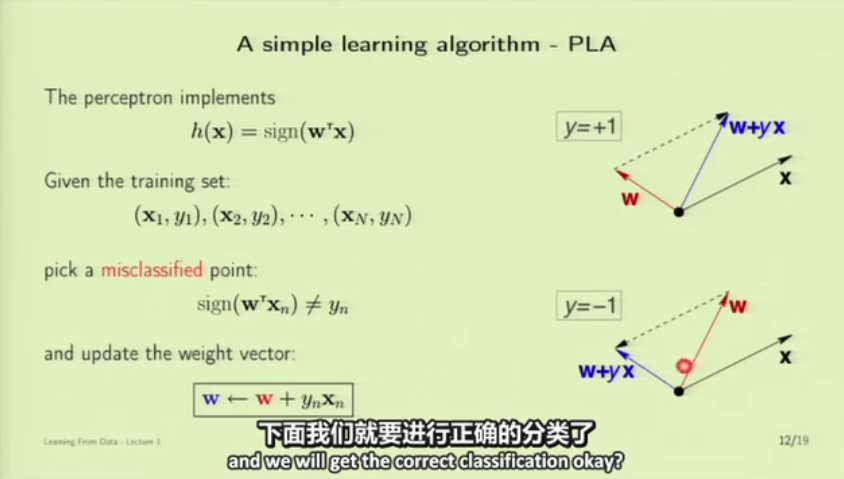 A simple learning algorithm - PLA
The perceptron implements
h(x) = sign(wᵀx)
Given the training set:
(x₁, y₁), (x₂, y₂), ⋯ , (x_N, y_N)
pick a misclassified point:
sign(wᵀxₙ) ≠ yₙ
and update the weight vector:
w ← w + yₙxₙ
y=+1
w+yx
w
x
y=−1
w
w+yx
x
下面我们就要进行正确的分类了
and we will get the correct classification okay?
Learning From Data - Lecture 1
12/19